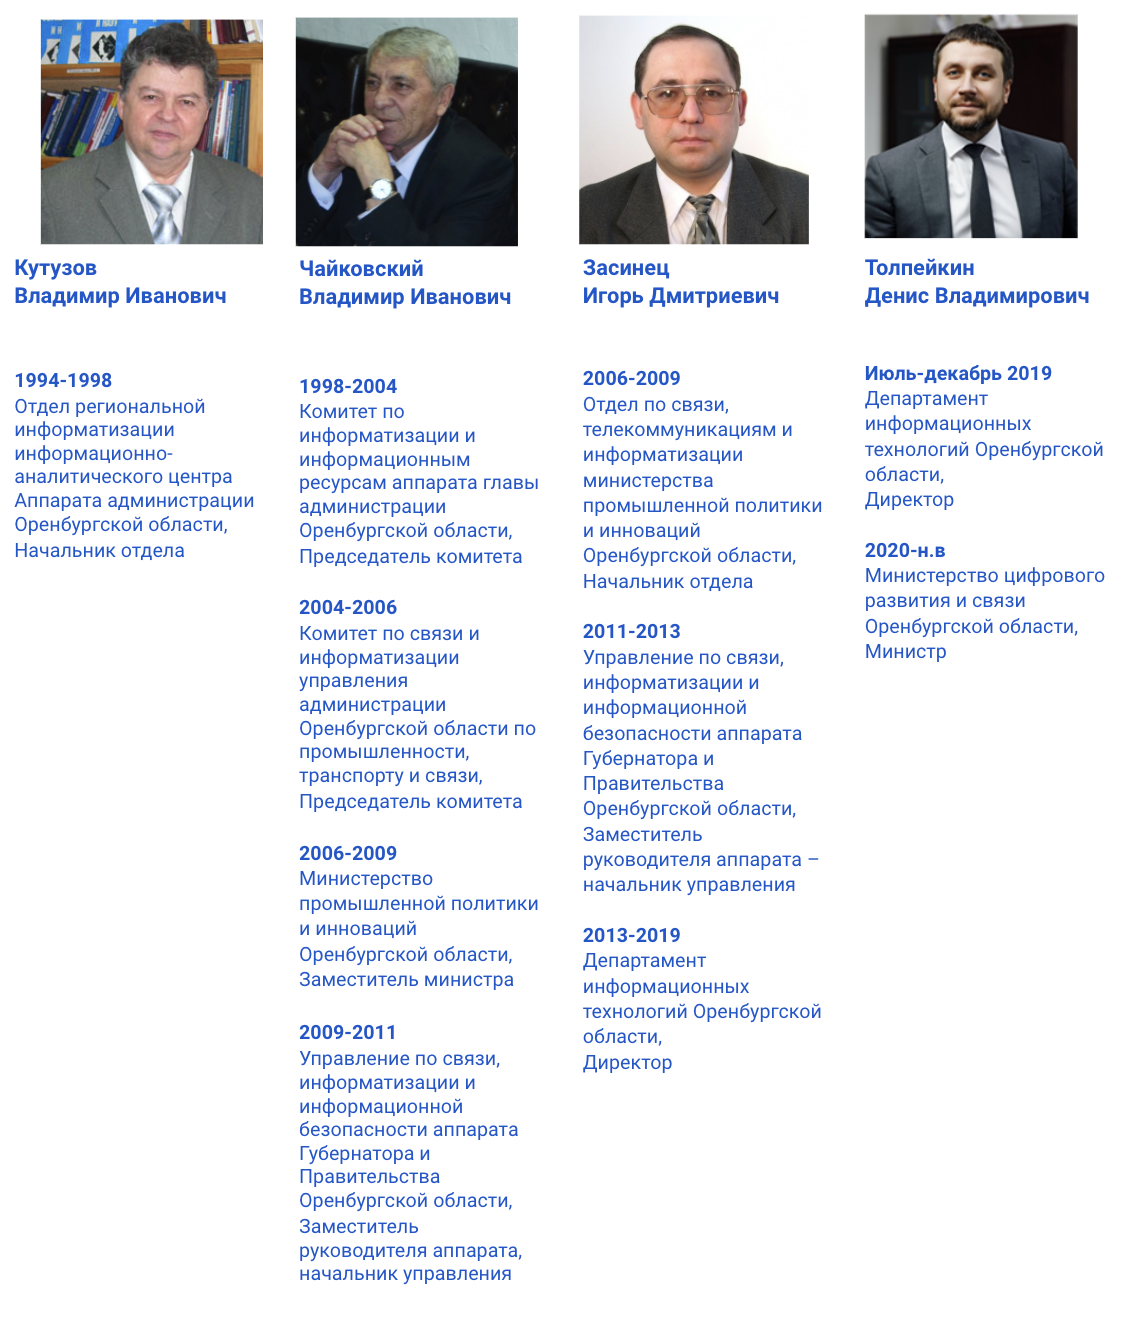 Кутузов
Владимир Иванович
1994-1998
Отдел региональной
информатизации
информационно-
аналитического центра
Аппарата администрации
Оренбургской области,
Начальник отдела
Чайковский
Владимир Иванович
1998-2004
Комитет по
информатизации и
информационным
ресурсам аппарата главы
администрации
Оренбургской области,
Председатель комитета
2004-2006
Комитет по связи и
информатизации
управления
администрации
Оренбургской области по
промышленности,
транспорту и связи,
Председатель комитета
2006-2009
Министерство
промышленной политики
и инноваций
Оренбургской области,
Заместитель министра
2009-2011
Управление по связи,
информатизации и
информационной
безопасности аппарата
Губернатора и
Правительства
Оренбургской области,
Заместитель
руководителя аппарата,
начальник управления
Засинец
Игорь Дмитриевич
2006-2009
Отдел по связи,
телекоммуникациям и
информатизации
министерства
промышленной политики
и инноваций
Оренбургской области,
Начальник отдела
2011-2013
Управление по связи,
информатизации и
информационной
безопасности аппарата
Губернатора и
Правительства
Оренбургской области,
Заместитель
руководителя аппарата –
начальник управления
2013-2019
Департамент
информационных
технологий Оренбургской
области,
Директор
Толпейкин
Денис Владимирович
Июль-декабрь 2019
Департамент
информационных
технологий Оренбургской
области,
Директор
2020-н.в
Министерство цифрового
развития и связи
Оренбургской области,
Министр